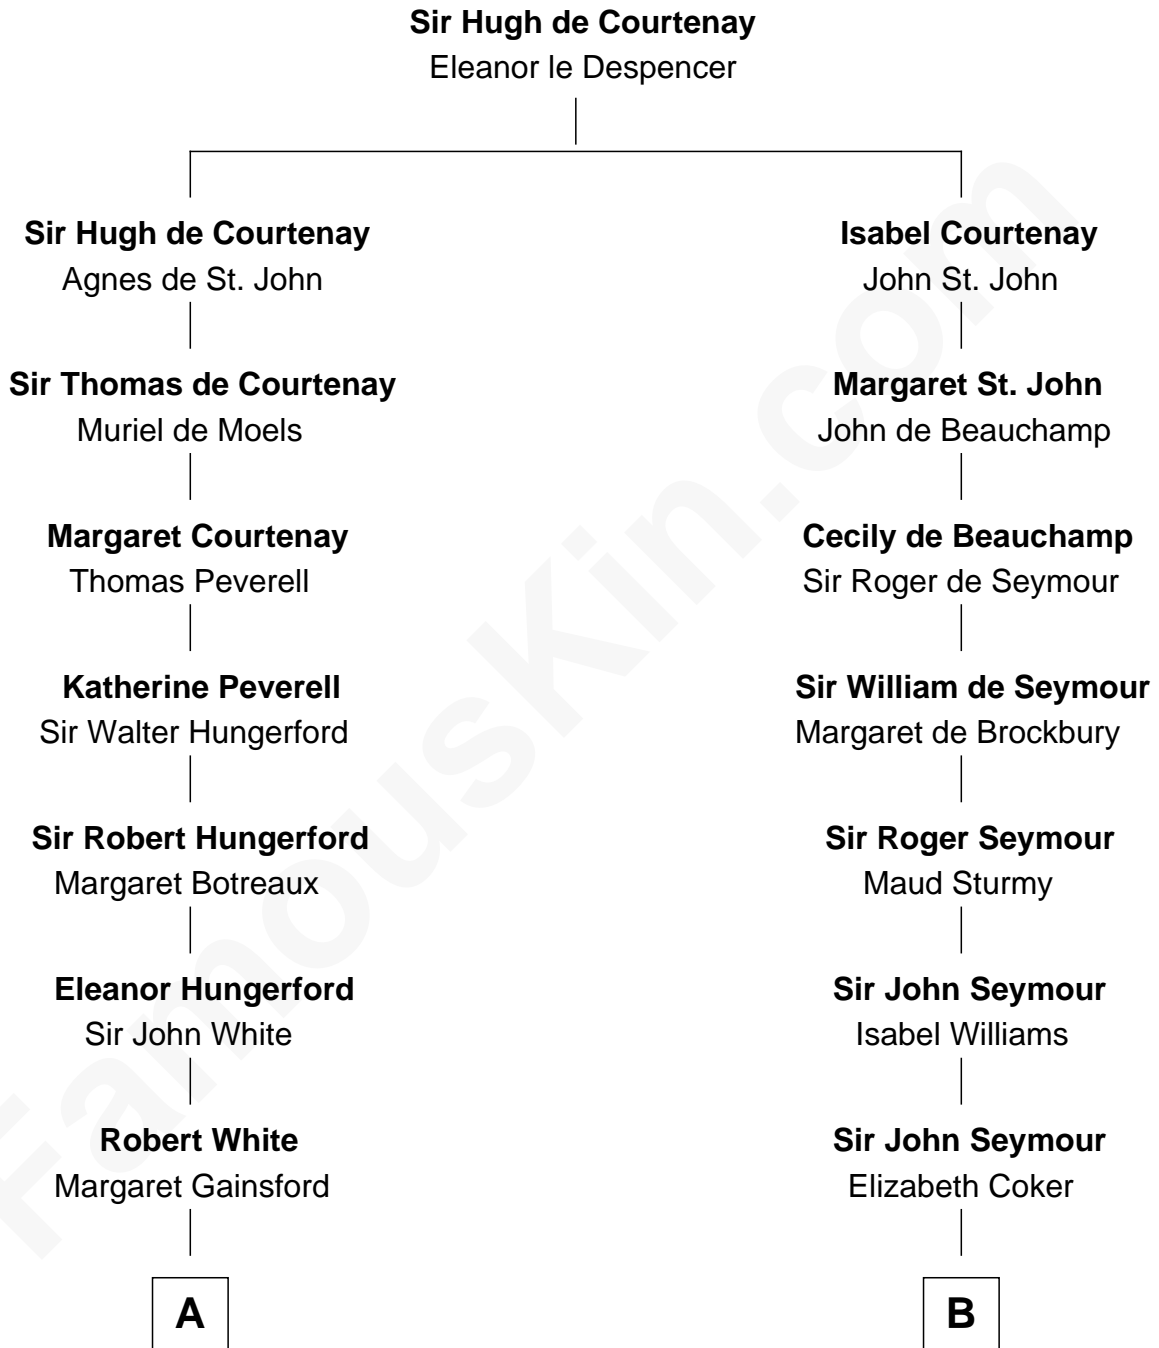 Sir Hugh de Courtenay
Eleanor le Despencer
Sir Hugh de Courtenay
Agnes de St. John
Isabel Courtenay
John St. John
Sir Thomas de Courtenay
Muriel de Moels
Margaret St. John
John de Beauchamp
Margaret Courtenay
Thomas Peverell
Cecily de Beauchamp
Sir Roger de Seymour
Katherine Peverell
Sir Walter Hungerford
Sir William de Seymour
Margaret de Brockbury
Sir Robert Hungerford
Margaret Botreaux
Sir Roger Seymour
Maud Sturmy
Eleanor Hungerford
Sir John White
Sir John Seymour
Isabel Williams
Robert White
Margaret Gainsford
Sir John Seymour
Elizabeth Coker
A
B
FamousKin.com